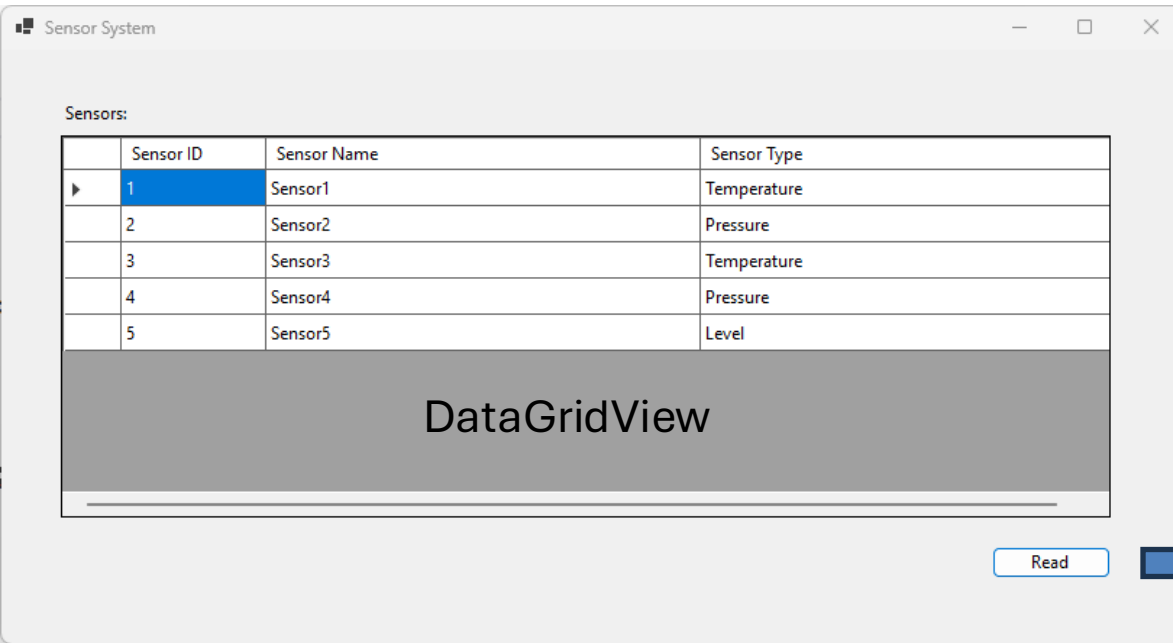 Sensor System
Sensors:
Sensor ID Sensor Name Sensor Type
1 Sensor1 Temperature
2 Sensor2 Pressure
3 Sensor3 Temperature
4 Sensor4 Pressure
5 Sensor5 Level
DataGridView
Read